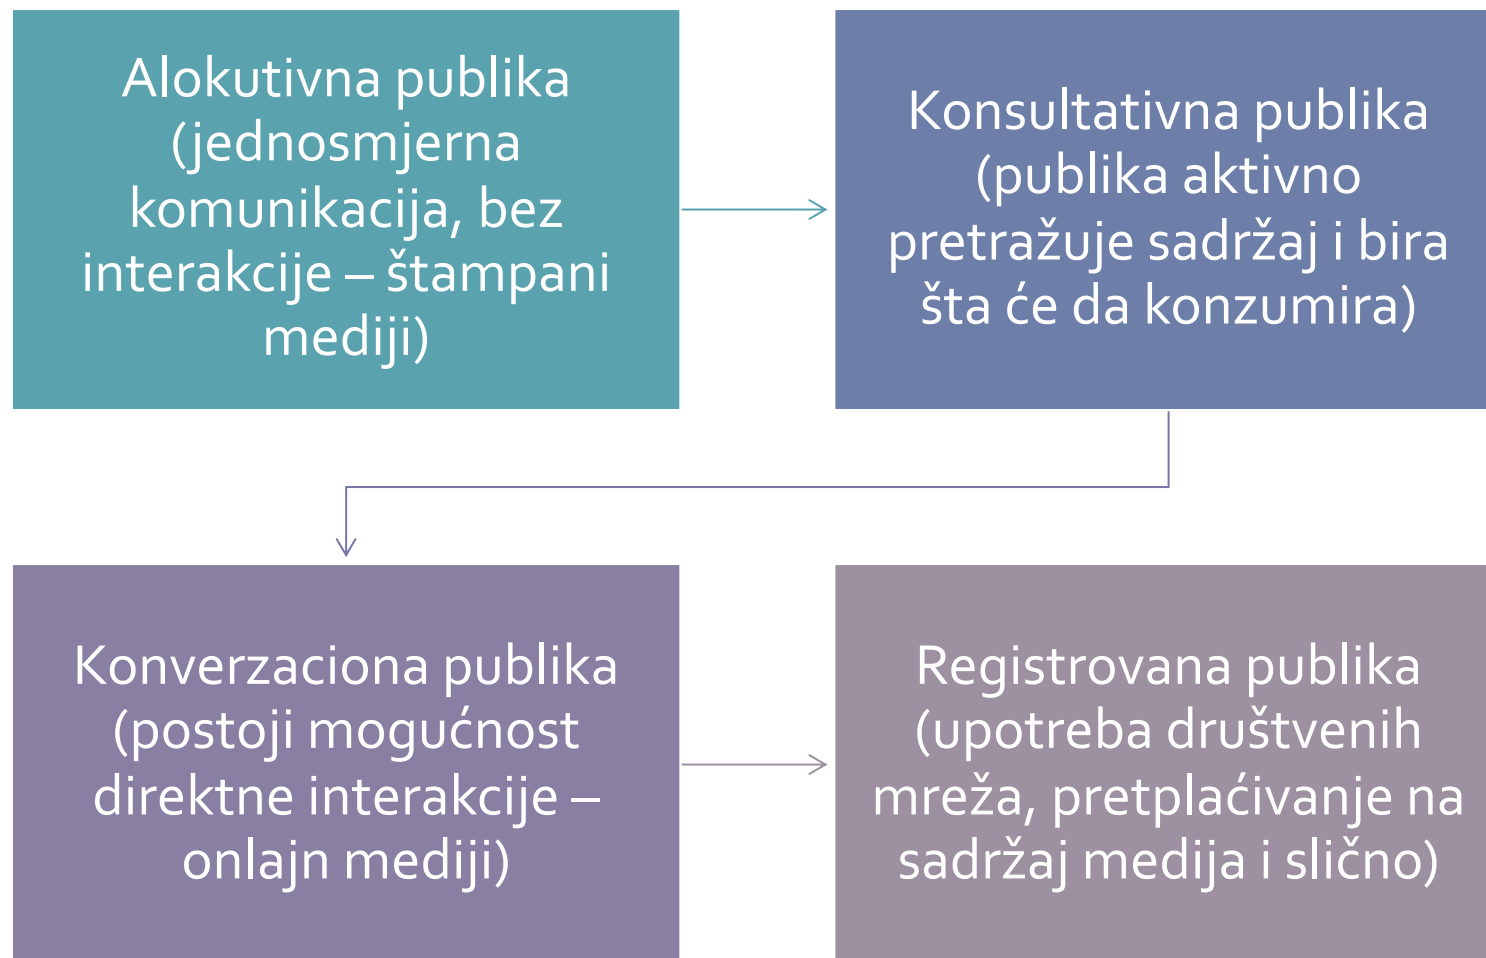 Alokutivna publika
(jednosmjerna
komunikacija, bez
interakcije – štampani
mediji)
Konsultativna publika
(publika aktivno
pretražuje sadržaj i bira
šta će da konzumira)
Konverzaciona publika
(postoji mogućnost
direktne interakcije –
onlajn mediji)
Registrovana publika
(upotreba društvenih
mreža, pretplaćivanje na
sadržaj medija i slično)